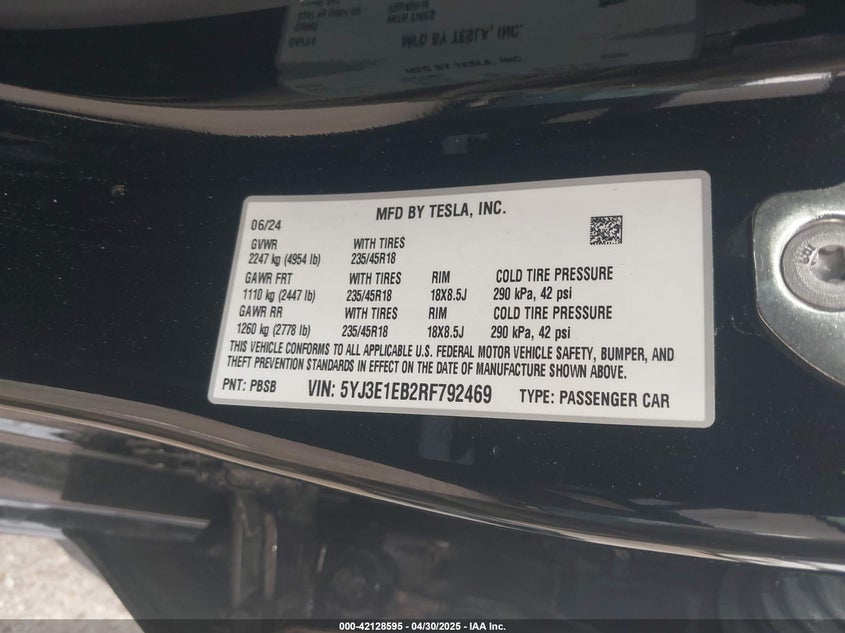 MFD BY TESLA, INC.
06/24
GVWR WITH TIRES
2247 kg (4954 lb) 235/45R18
GAWR FRT WITH TIRES RIM COLD TIRE PRESSURE
1110 kg (2447 lb) 235/45R18 18X8.5J 290 kPa, 42 psi
GAWR RR WITH TIRES RIM COLD TIRE PRESSURE
1260 kg (2778 lb) 235/45R18 18X8.5J 290 kPa, 42 psi
THIS VEHICLE CONFORMS TO ALL APPLICABLE U.S. FEDERAL MOTOR VEHICLE SAFETY, BUMPER, AND
THEFT PREVENTION STANDARDS IN EFFECT ON THE DATE OF MANUFACTURE SHOWN ABOVE.
PNT: PBSB VIN: 5YJ3E1EB2RF792469 TYPE: PASSENGER CAR
000-42128595 - 04/30/2025 - IAA Inc.